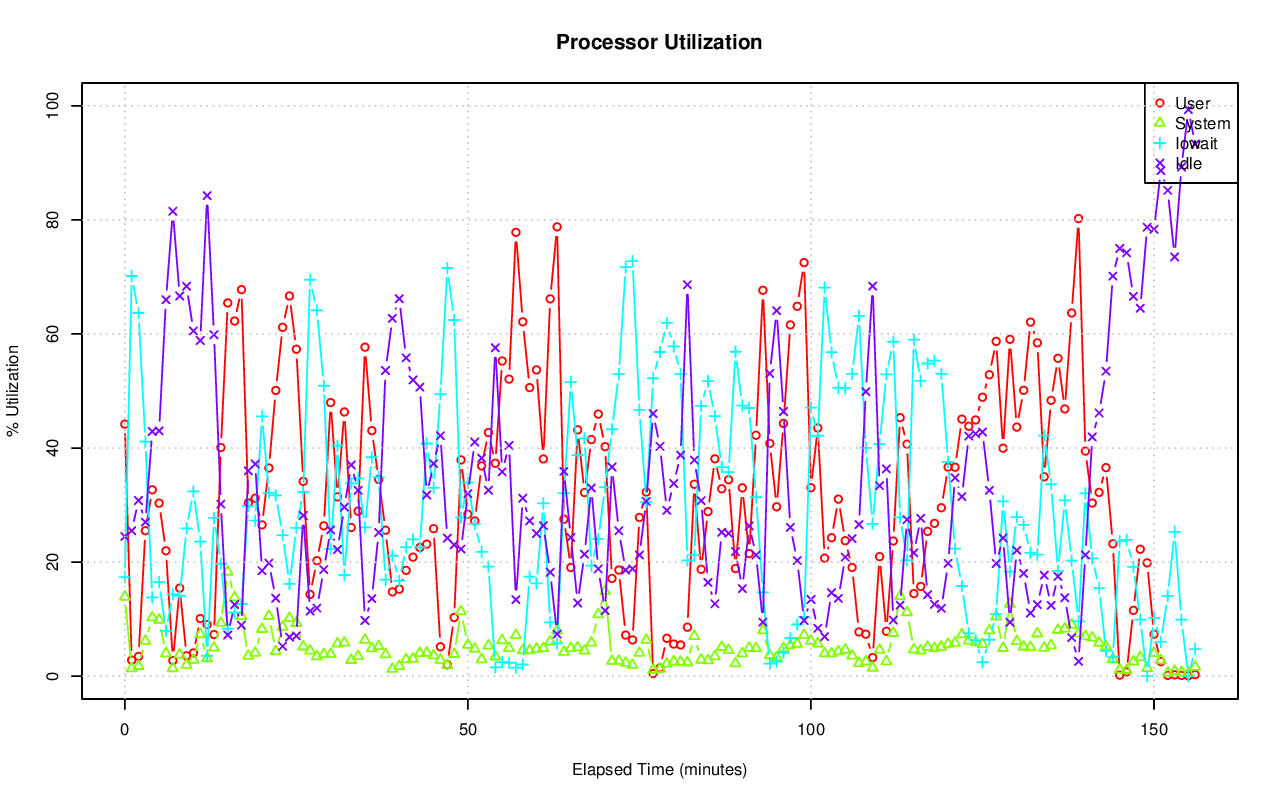 Processor Utilization
100
80
60
40
20
0
% Utilization
User
System
Iowait
Idle
0 50 100 150
Elapsed Time (minutes)